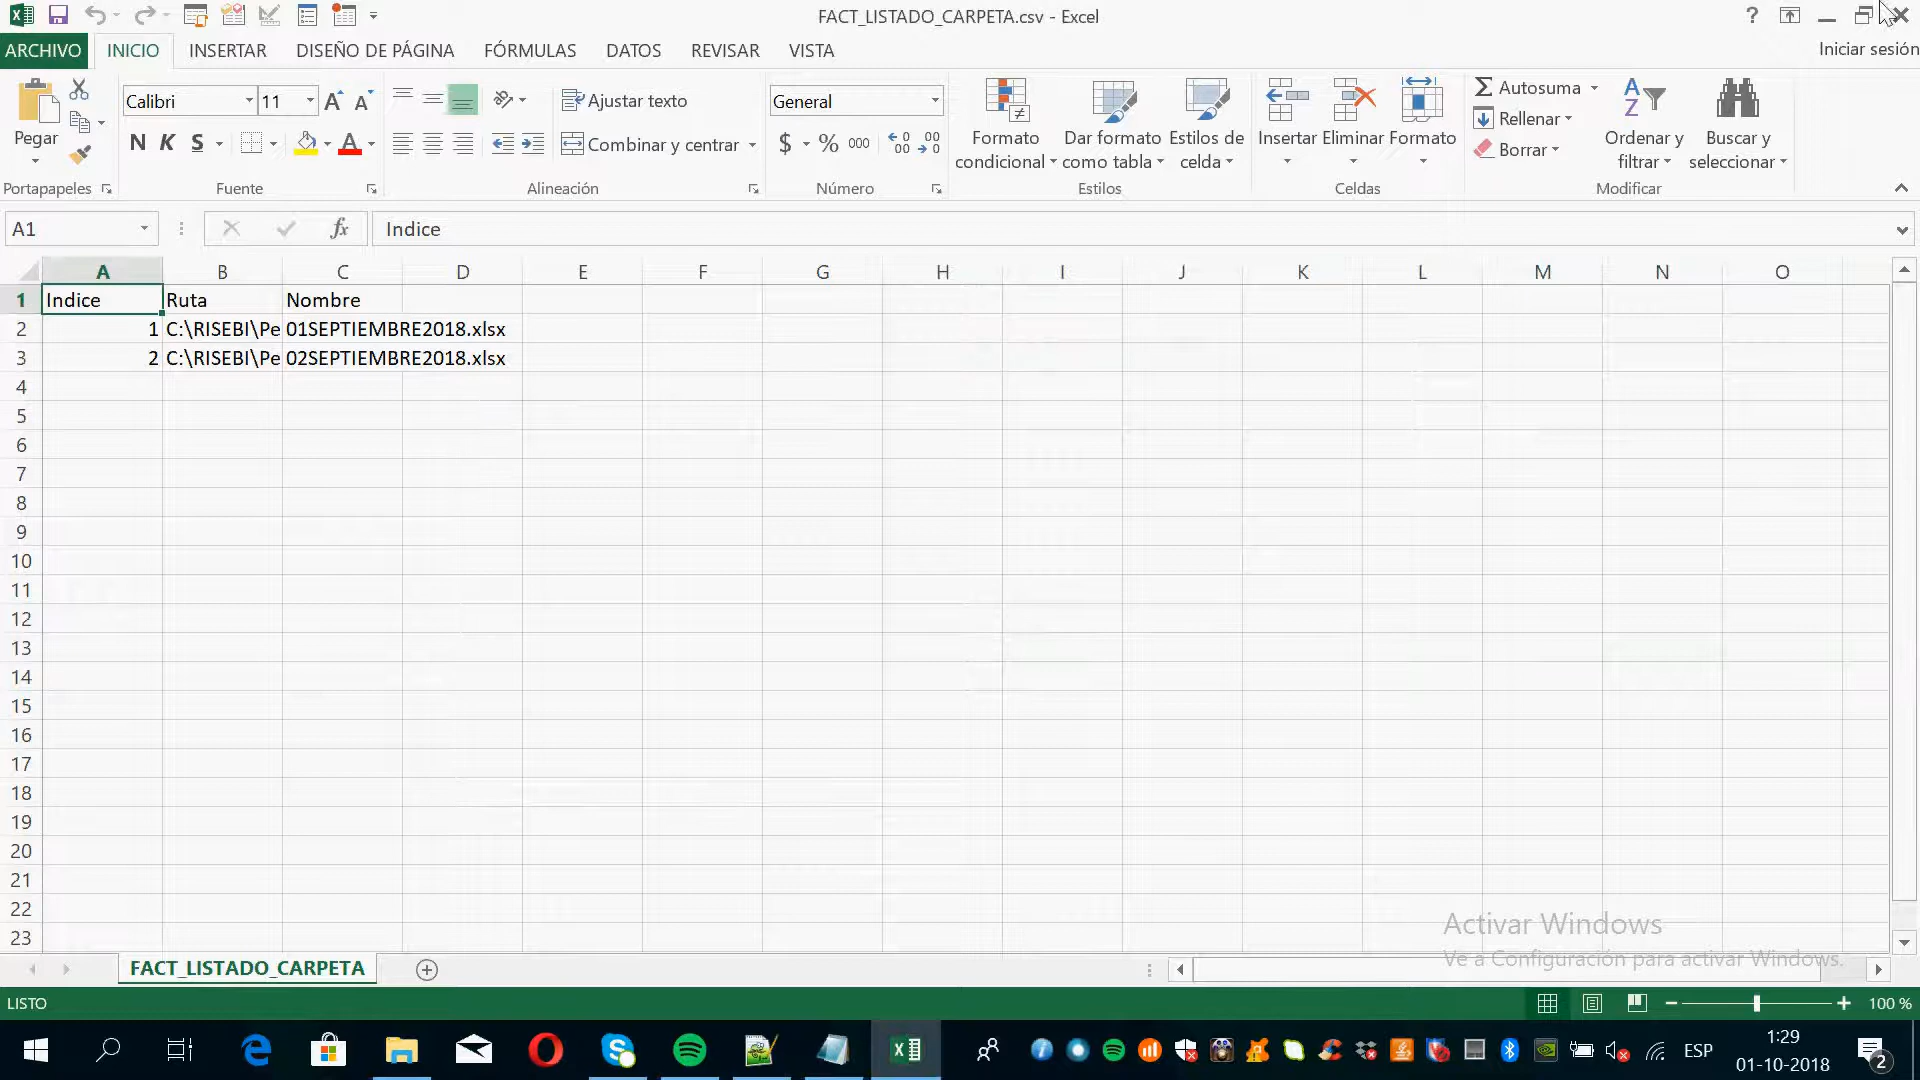 FACT_LISTADO_CARPETA.csv - Excel
?
ARCHIVO INICIO INSERTAR DISEÑO DE PÁGINA FÓRMULAS DATOS REVISAR VISTA Iniciar sesión
Pegar
Portapapeles
Calibri 11
N K S
Fuente
Ajustar texto
Combinar y centrar
Alineación
General
$ % 000
Número
Formato condicional
Dar formato como tabla
Estilos de celda
Estilos
Insertar Eliminar Formato
Celdas
Autosuma
Rellenar
Borrar
Ordenar y filtrar
Buscar y seleccionar
Modificar
A1 fx Indice
A B C D E F G H I J K L M N O
1 Indice Ruta Nombre
2 1 C:\RISEBI\Pe 01SEPTIEMBRE2018.xlsx
3 2 C:\RISEBI\Pe 02SEPTIEMBRE2018.xlsx
4
5
6
7
8
9
10
11
12
13
14
15
16
17
18
19
20
21
22
23
Activar Windows
Ve a Configuración para activar Windows.
FACT_LISTADO_CARPETA
LISTO 100 %
ESP
1:29
01-10-2018
2